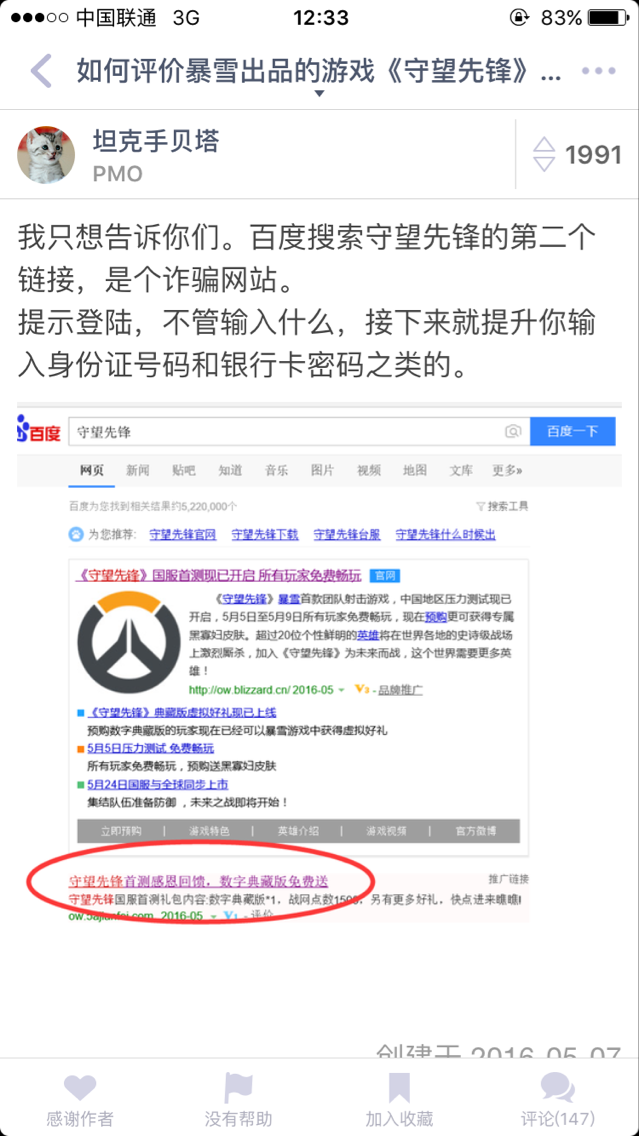 中国联通 3G 12:33 83%
如何评价暴雪出品的游戏《守望先锋》...
坦克手贝塔
PMO
1991
我只想告诉你们。百度搜索守望先锋的第二个
链接，是个诈骗网站。
提示登陆，不管输入什么，接下来就提升你输
入身份证号码和银行卡密码之类的。
百度 守望先锋 百度一下
网页 新闻 贴吧 知道 音乐 图片 视频 地图 文库 更多»
百度为您找到相关结果约5,220,000个 搜索工具
为您推荐: 守望先锋官网 守望先锋下载 守望先锋台服 守望先锋什么时候出
《守望先锋》国服首测现已开启 所有玩家免费畅玩 官网
《守望先锋》暴雪首款团队射击游戏，中国地区压力测试现已
开启，5月5日至5月9日所有玩家免费畅玩，现在预购更可获得专属
黑寡妇皮肤。超过20位个性鲜明的英雄将在世界各地的史诗级战场
上激烈厮杀，加入《守望先锋》为未来而战，这个世界需要更多英
雄！
http://ow.blizzard.cn/ 2016-05 V3 - 品牌推广
《守望先锋》典藏版虚拟好礼现已上线
预购数字典藏版的玩家现在已经可以暴雪游戏中获得虚拟好礼
5月5日压力测试 免费畅玩
所有玩家免费畅玩，预购送黑寡妇皮肤
5月24日国服与全球同步上市
集结队伍准备防御，未来之战即将开始！
立即预购 | 游戏特色 | 英雄介绍 | 游戏视频 | 官方微博
守望先锋首测感恩回馈，数字典藏版免费送 推广链接
守望先锋国服首测礼包内容:数字典藏版*1，战网点数1500，另有更多好礼，快点进来瞧瞧!
2016-05 V1 - 评价
创建于 2016-05-07
感谢作者 没有帮助 加入收藏 评论(147)